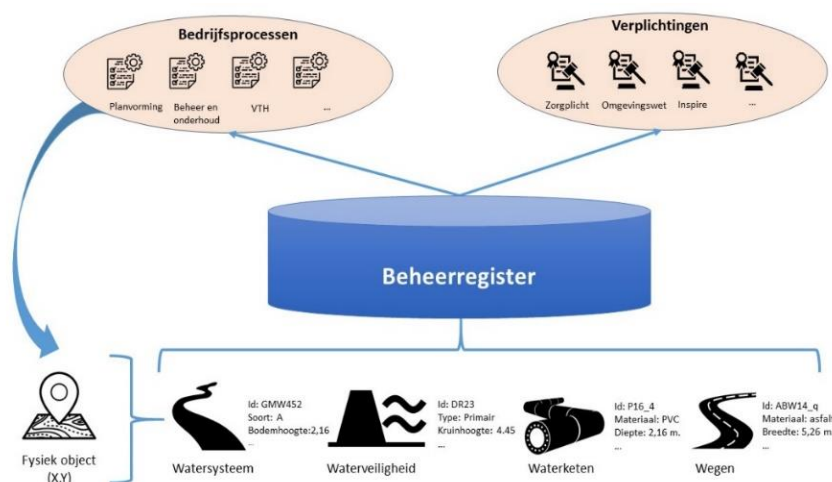 Bedrijfsprocessen
Planvorming
Beheer en
onderhoud
VTH
...
Verplichtingen
Zorgplicht
Omgevingswet
Inspire
...
Beheerregister
Fysiek object
(X,Y)
Id: GMW452
Soort: A
Bodemhoogte:2,16
...
Watersysteem
Id: DR23
Type: Primair
Kruinhoogte: 4.45
...
Waterveiligheid
Id: P16_4
Materiaal: PVC
Diepte: 2,16 m.
...
Waterketen
Id: ABW14_q
Materiaal: asfalt
Breedte: 5,26 m
...
Wegen